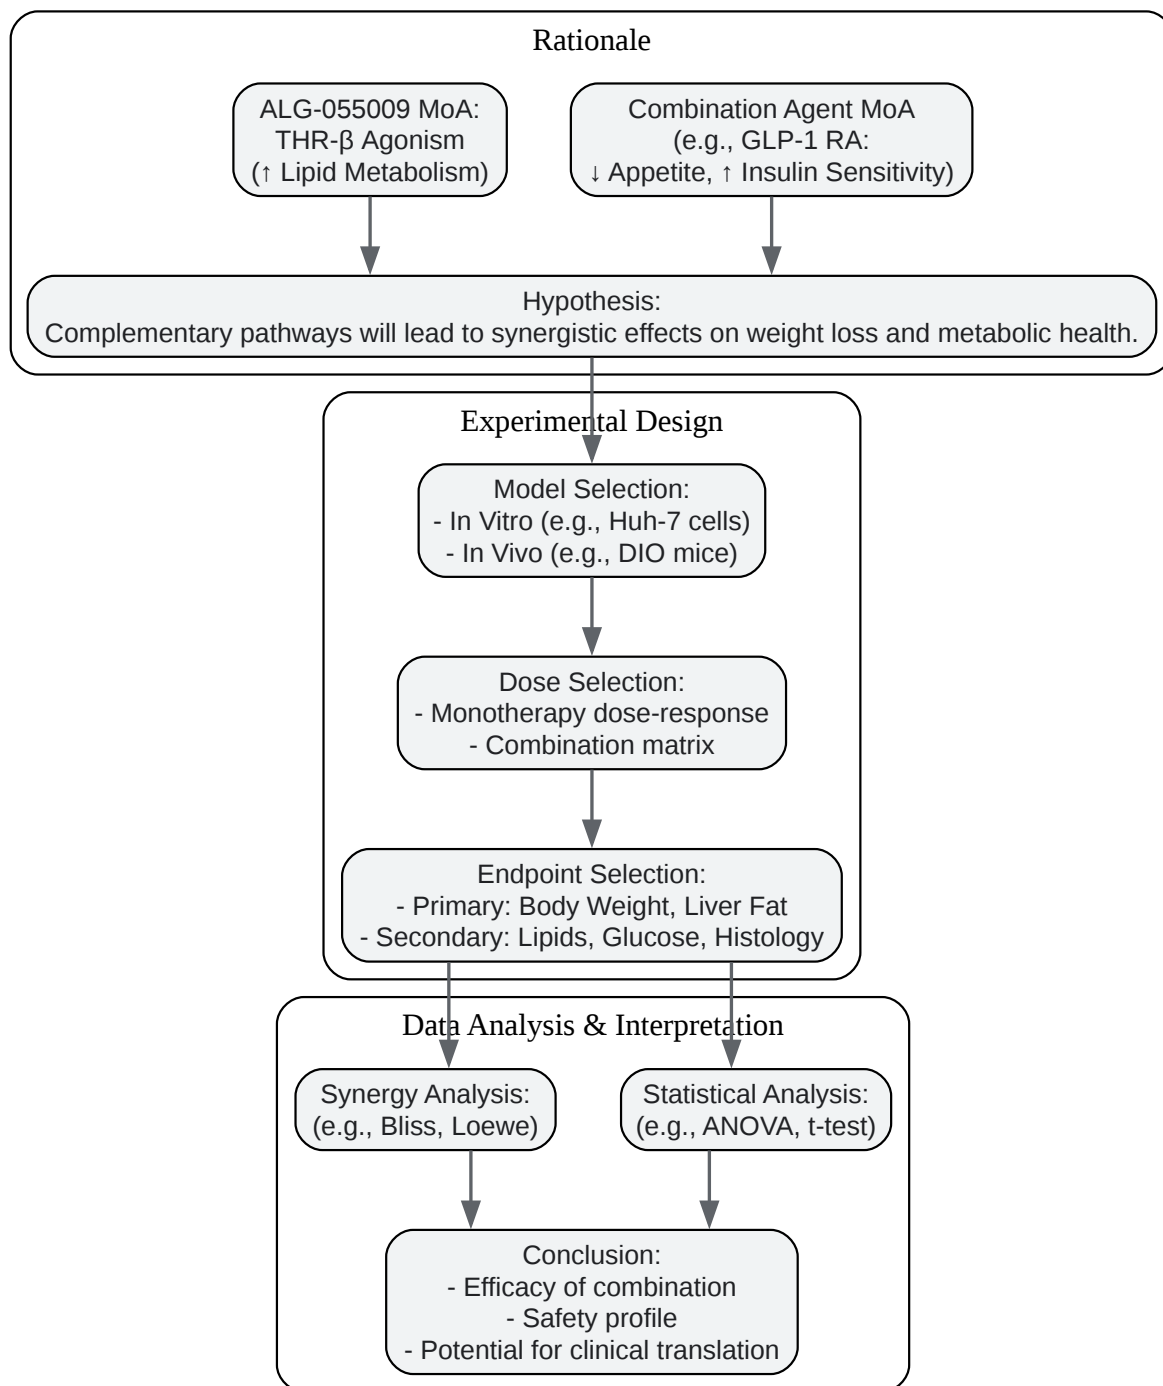 Rationale
ALG-055009 MoA:
THR-β Agonism
(↑ Lipid Metabolism)
Combination Agent MoA
(e.g., GLP-1 RA:
↓ Appetite, ↑ Insulin Sensitivity)
Hypothesis:
Complementary pathways will lead to synergistic effects on weight loss and metabolic health.
Experimental Design
Model Selection:
- In Vitro (e.g., Huh-7 cells)
- In Vivo (e.g., DIO mice)
Dose Selection:
- Monotherapy dose-response
- Combination matrix
Endpoint Selection:
- Primary: Body Weight, Liver Fat
- Secondary: Lipids, Glucose, Histology
Data Analysis & Interpretation
Synergy Analysis:
(e.g., Bliss, Loewe)
Statistical Analysis:
(e.g., ANOVA, t-test)
Conclusion:
- Efficacy of combination
- Safety profile
- Potential for clinical translation